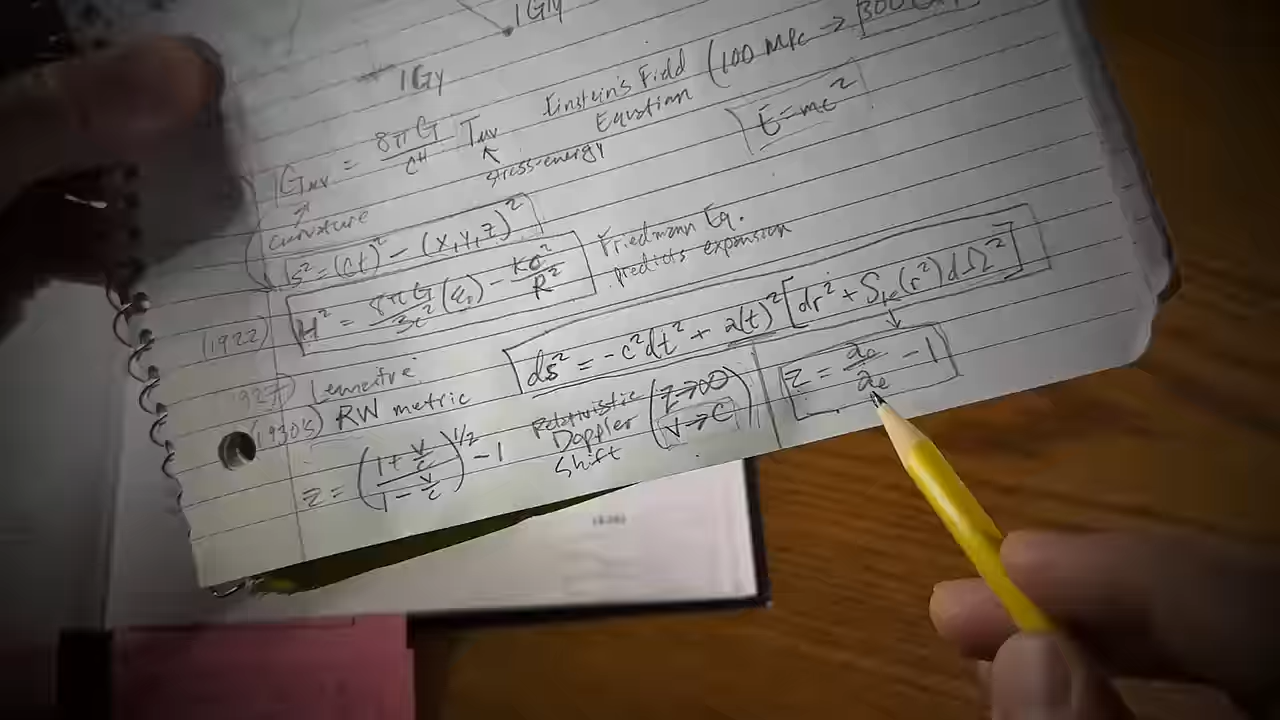 1Gly
1Gy
Gμν = 8πG/c⁴ Tμν Einstein's Field Equation (100 Mpc → 300
curvature
stress-energy
E=mc²
s²=(ct)² - (x,y,z)²
(1922) H² = 8πG/3c² (ε₀) - kc²/R² Friedmann Eq.
predicts expansion
ds² = -c²dt² + a(t)² [dr² + Sₖ(r²)dΩ²]
Lemaitre
(1930's) RW metric
z = ((1 + v/c)/(1 - v/c))^1/2 - 1 Relativistic Doppler Shift (z→∞ v→c)
z = a₀/aₑ - 1